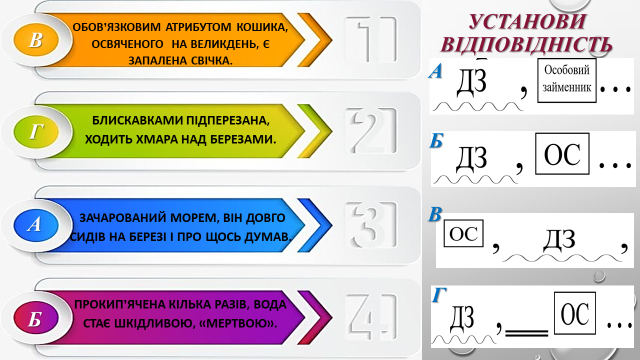 В
ОБОВ'ЯЗКОВИМ АТРИБУТОМ КОШИКА,
ОСВЯЧЕНОГО НА ВЕЛИКДЕНЬ, Є
ЗАПАЛЕНА СВІЧКА.
1
Г
БЛИСКАВКАМИ ПІДПЕРЕЗАНА,
ХОДИТЬ ХМАРА НАД БЕРЕЗАМИ.
2
А
ЗАЧАРОВАНИЙ МОРЕМ, ВІН ДОВГО
СИДІВ НА БЕРЕЗІ І ПРО ЩОСЬ ДУМАВ.
3
Б
ПРОКИП'ЯЧЕНА КІЛЬКА РАЗІВ, ВОДА
СТАЄ ШКІДЛИВОЮ, «МЕРТВОЮ».
4
УСТАНОВИ
ВІДПОВІДНІСТЬ
А
ДЗ , Особовий
займенник ...
Б
ДЗ , ОС ...
В
ОС , ДЗ ,
Г
ДЗ , ОС ...